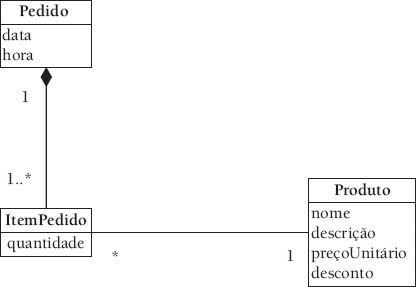 Pedido
data
hora
1
1..*
ItemPedido
quantidade
*
1
Produto
nome
descrição
preçoUnitário
desconto